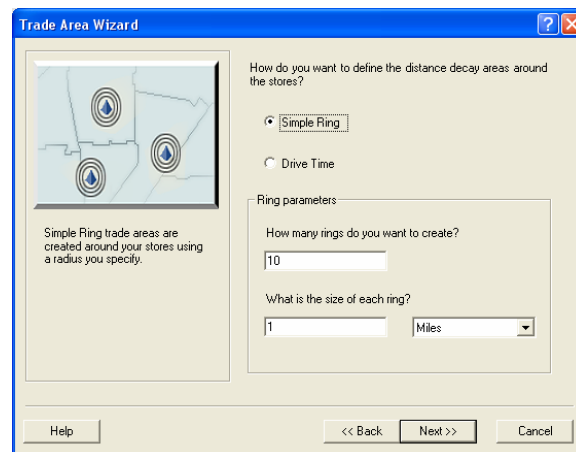 Trade Area Wizard
How do you want to define the distance decay areas around
the stores?
Simple Ring
Drive Time
Simple Ring trade areas are
created around your stores using
a radius you specify.
Ring parameters
How many rings do you want to create?
10
What is the size of each ring?
1
Miles
Help
<< Back
Next >>
Cancel